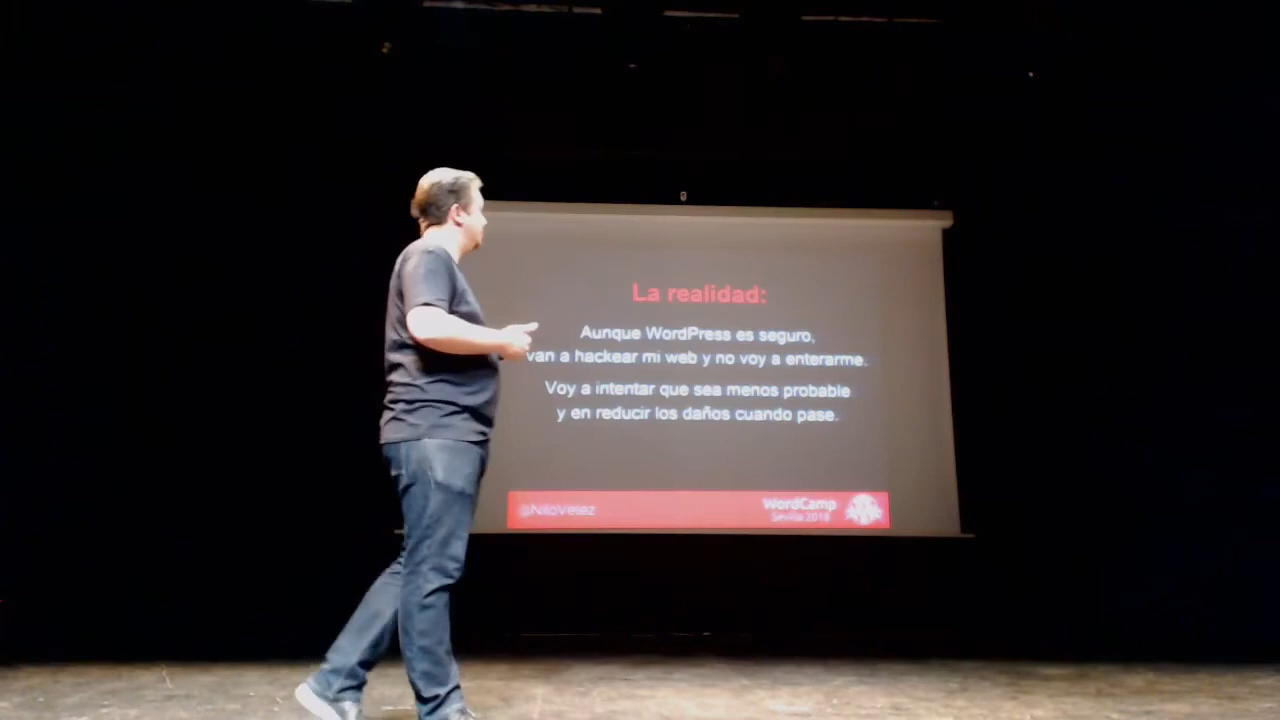 La realidad:
Aunque WordPress es seguro,
van a hackear mi web y no voy a enterarme.
Voy a intentar que sea menos probable
y en reducir los daños cuando pase.
@NiloVelez
WordCamp
Sevilla 2018